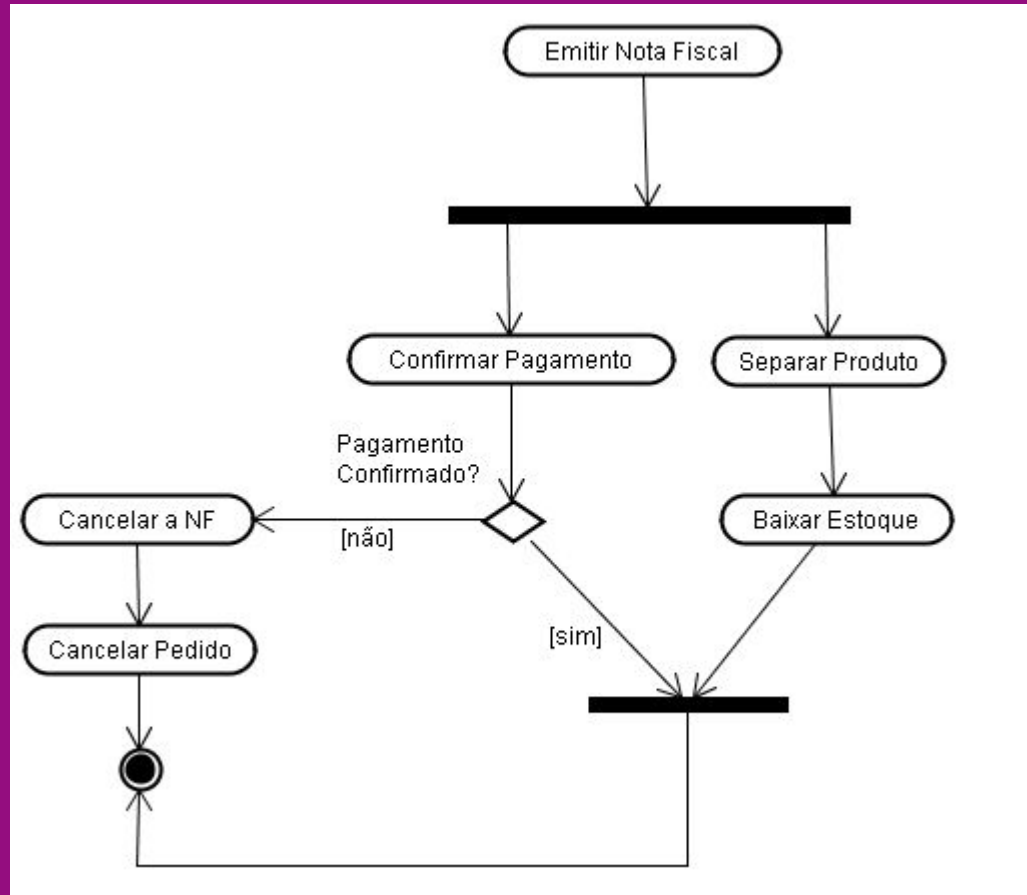 Emitir Nota Fiscal
Confirmar Pagamento
Separar Produto
Pagamento
Confirmado?
Cancelar a NF
[não]
Baixar Estoque
[sim]
Cancelar Pedido